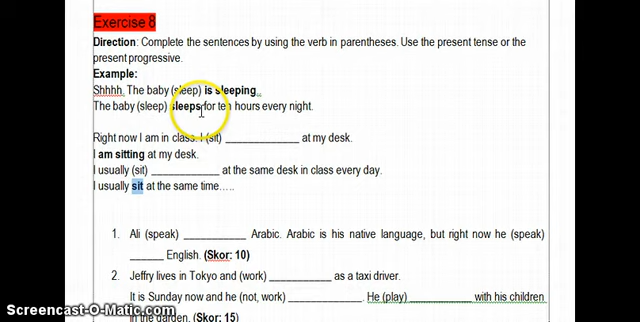 Exercise 8
Direction: Complete the sentences by using the verb in parentheses. Use the present tense or the
present progressive.
Example:
Shhhh. The baby (sleep) is sleeping.
The baby (sleep) sleeps for ten hours every night.
Right now I am in class. I (sit) ______________ at my desk.
I am sitting at my desk.
I usually (sit) _____________ at the same desk in class every day.
I usually sit at the same time…..
1. Ali (speak) ___________ Arabic. Arabic is his native language, but right now he (speak)
______ English. (Skor: 10)
2. Jeffry lives in Tokyo and (work) ___________ as a taxi driver.
It is Sunday now and he (not, work) _____________. He (play) ___________ with his children
in the garden. (Skor: 15)
Screencast-O-Matic.com